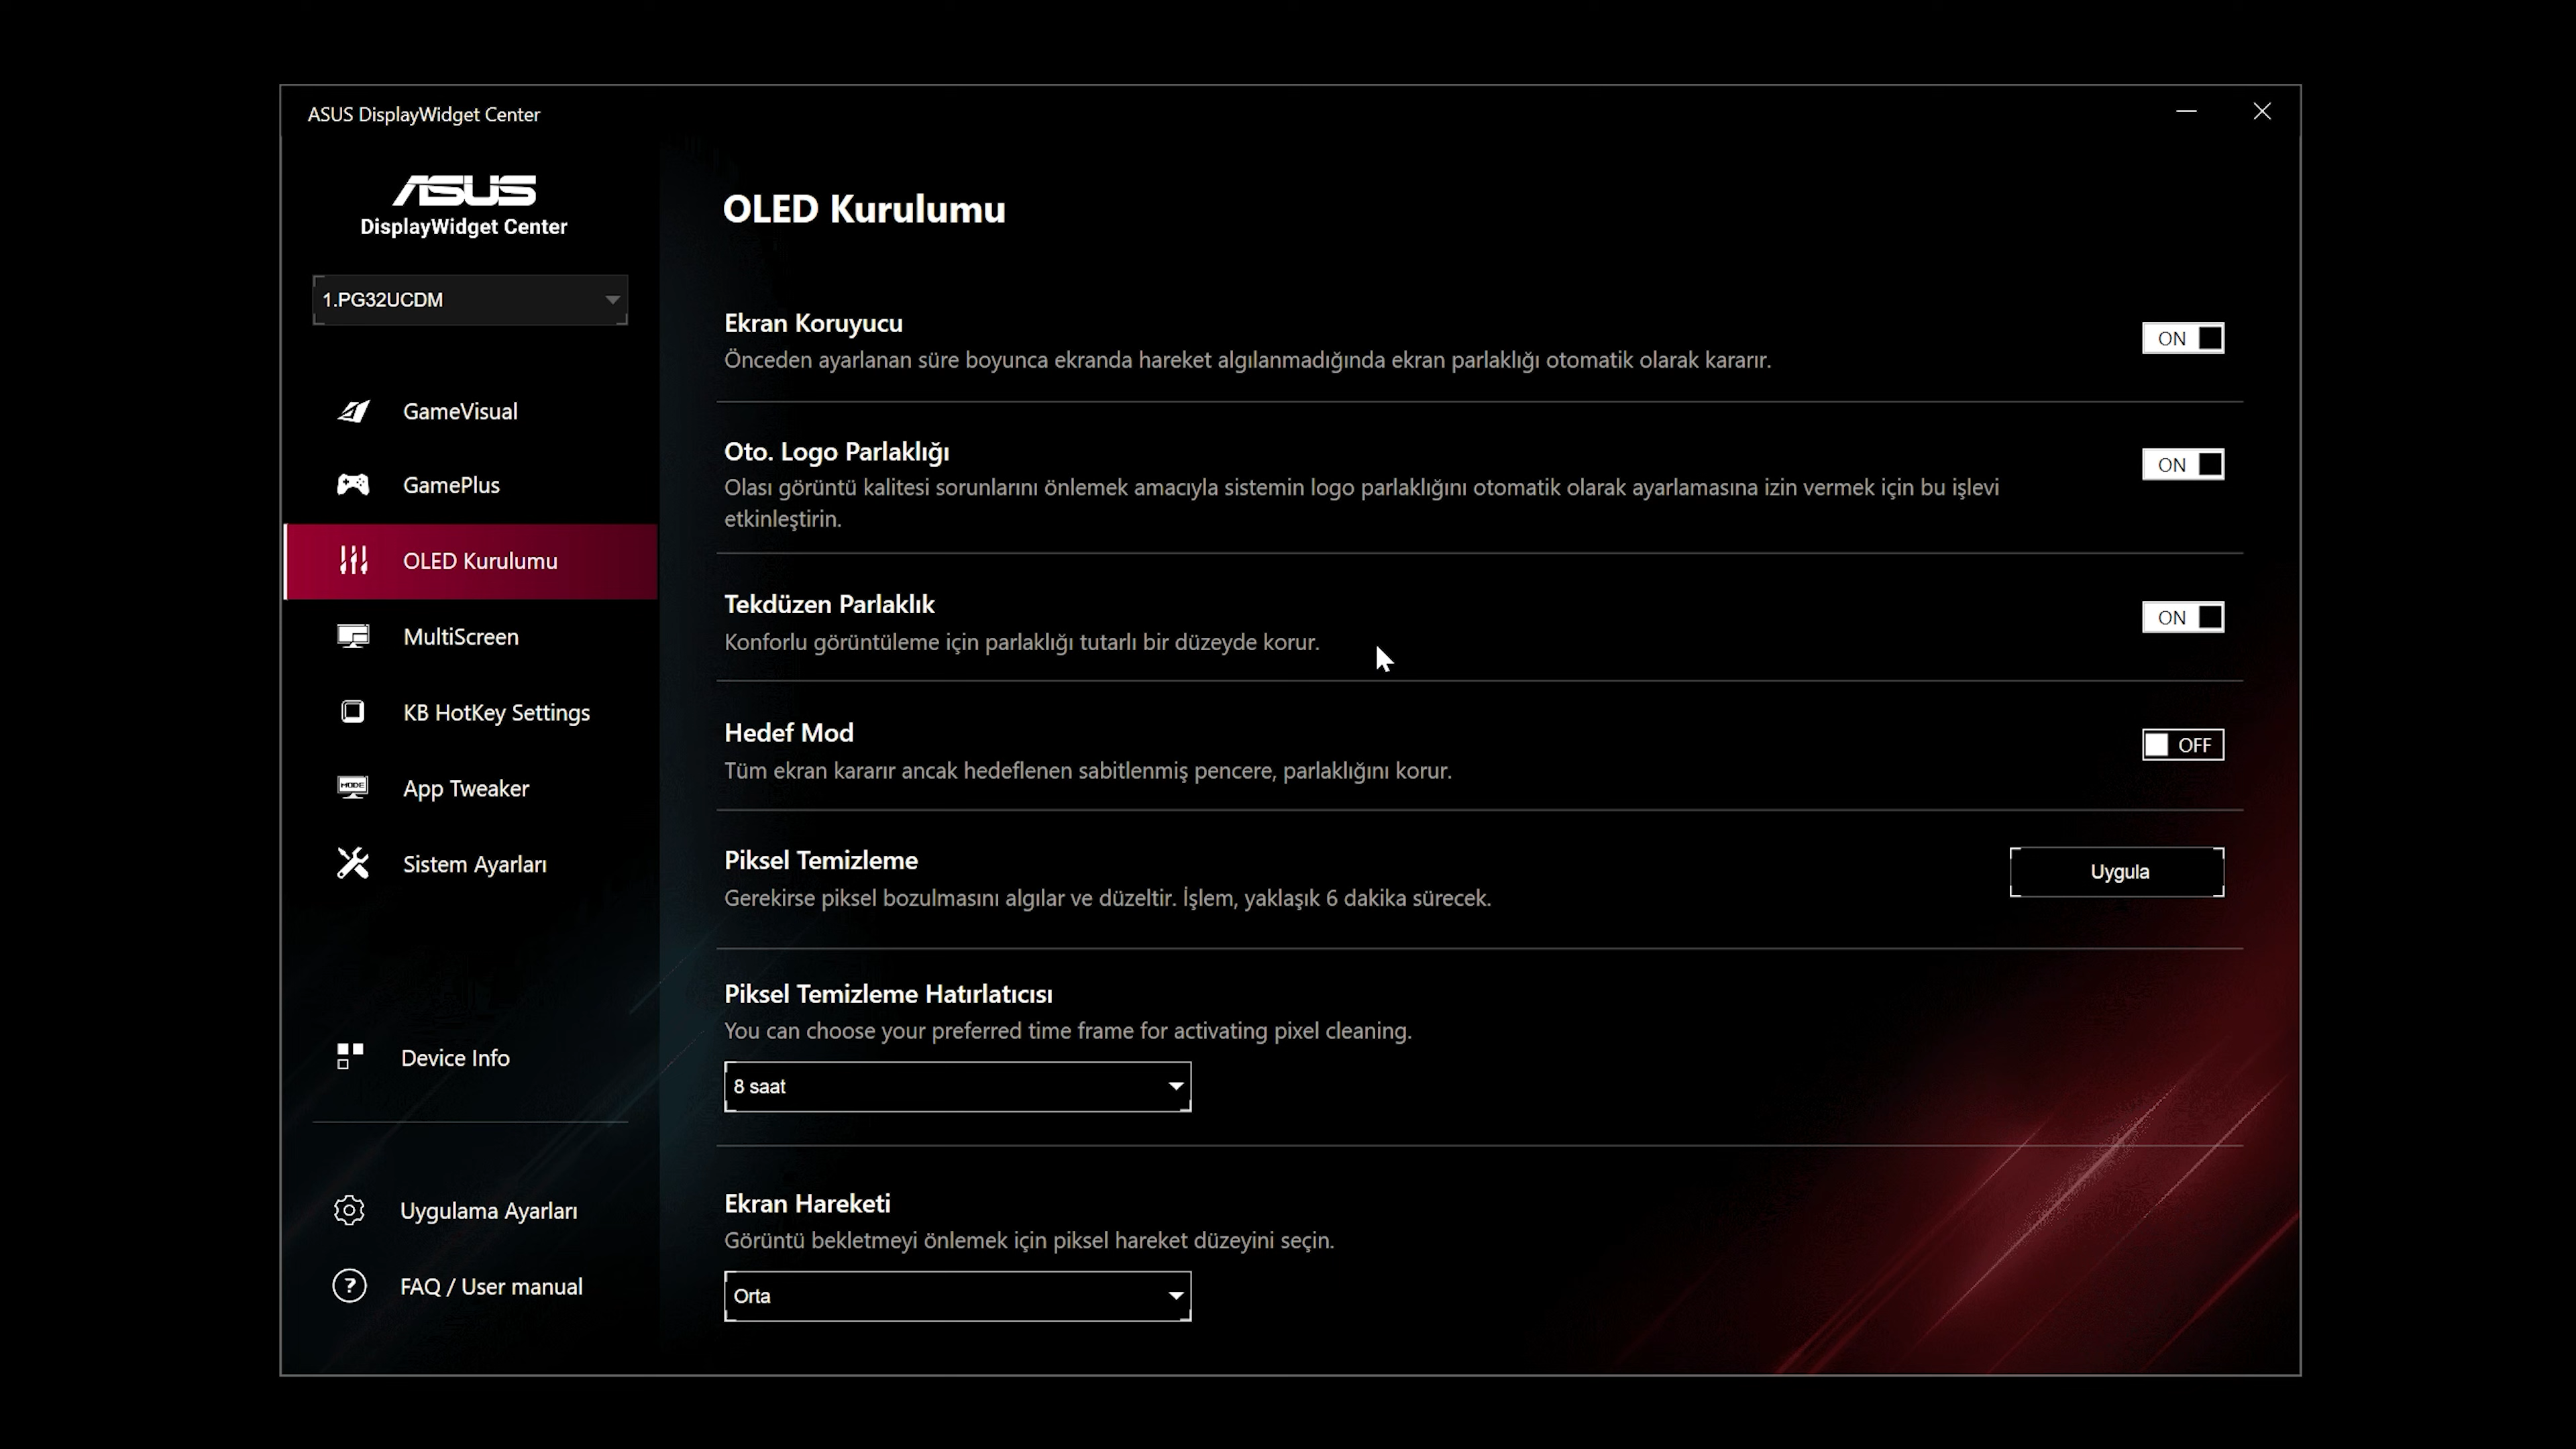 ASUS DisplayWidget Center
ASUS
DisplayWidget Center
1.PG32UCDM
GameVisual
GamePlus
OLED Kurulumu
MultiScreen
KB HotKey Settings
MODE
App Tweaker
Sistem Ayarları
Device Info
Uygulama Ayarları
?
FAQ / User manual
OLED Kurulumu
Ekran Koruyucu
ON
Önceden ayarlanan süre boyunca ekranda hareket algılanmadığında ekran parlaklığı otomatik olarak kararır.
Oto. Logo Parlaklığı
ON
Olası görüntü kalitesi sorunlarını önlemek amacıyla sistemin logo parlaklığını otomatik olarak ayarlamasına izin vermek için bu işlevi
etkinleştirin.
Tekdüzen Parlaklık
ON
Konforlu görüntüleme için parlaklığı tutarlı bir düzeyde korur.
Hedef Mod
OFF
Tüm ekran kararır ancak hedeflenen sabitlenmiş pencere, parlaklığını korur.
Piksel Temizleme
Uygula
Gerekirse piksel bozulmasını algılar ve düzeltir. İşlem, yaklaşık 6 dakika sürecek.
Piksel Temizleme Hatırlatıcısı
You can choose your preferred time frame for activating pixel cleaning.
8 saat
Ekran Hareketi
Görüntü bekletmeyi önlemek için piksel hareket düzeyini seçin.
Orta